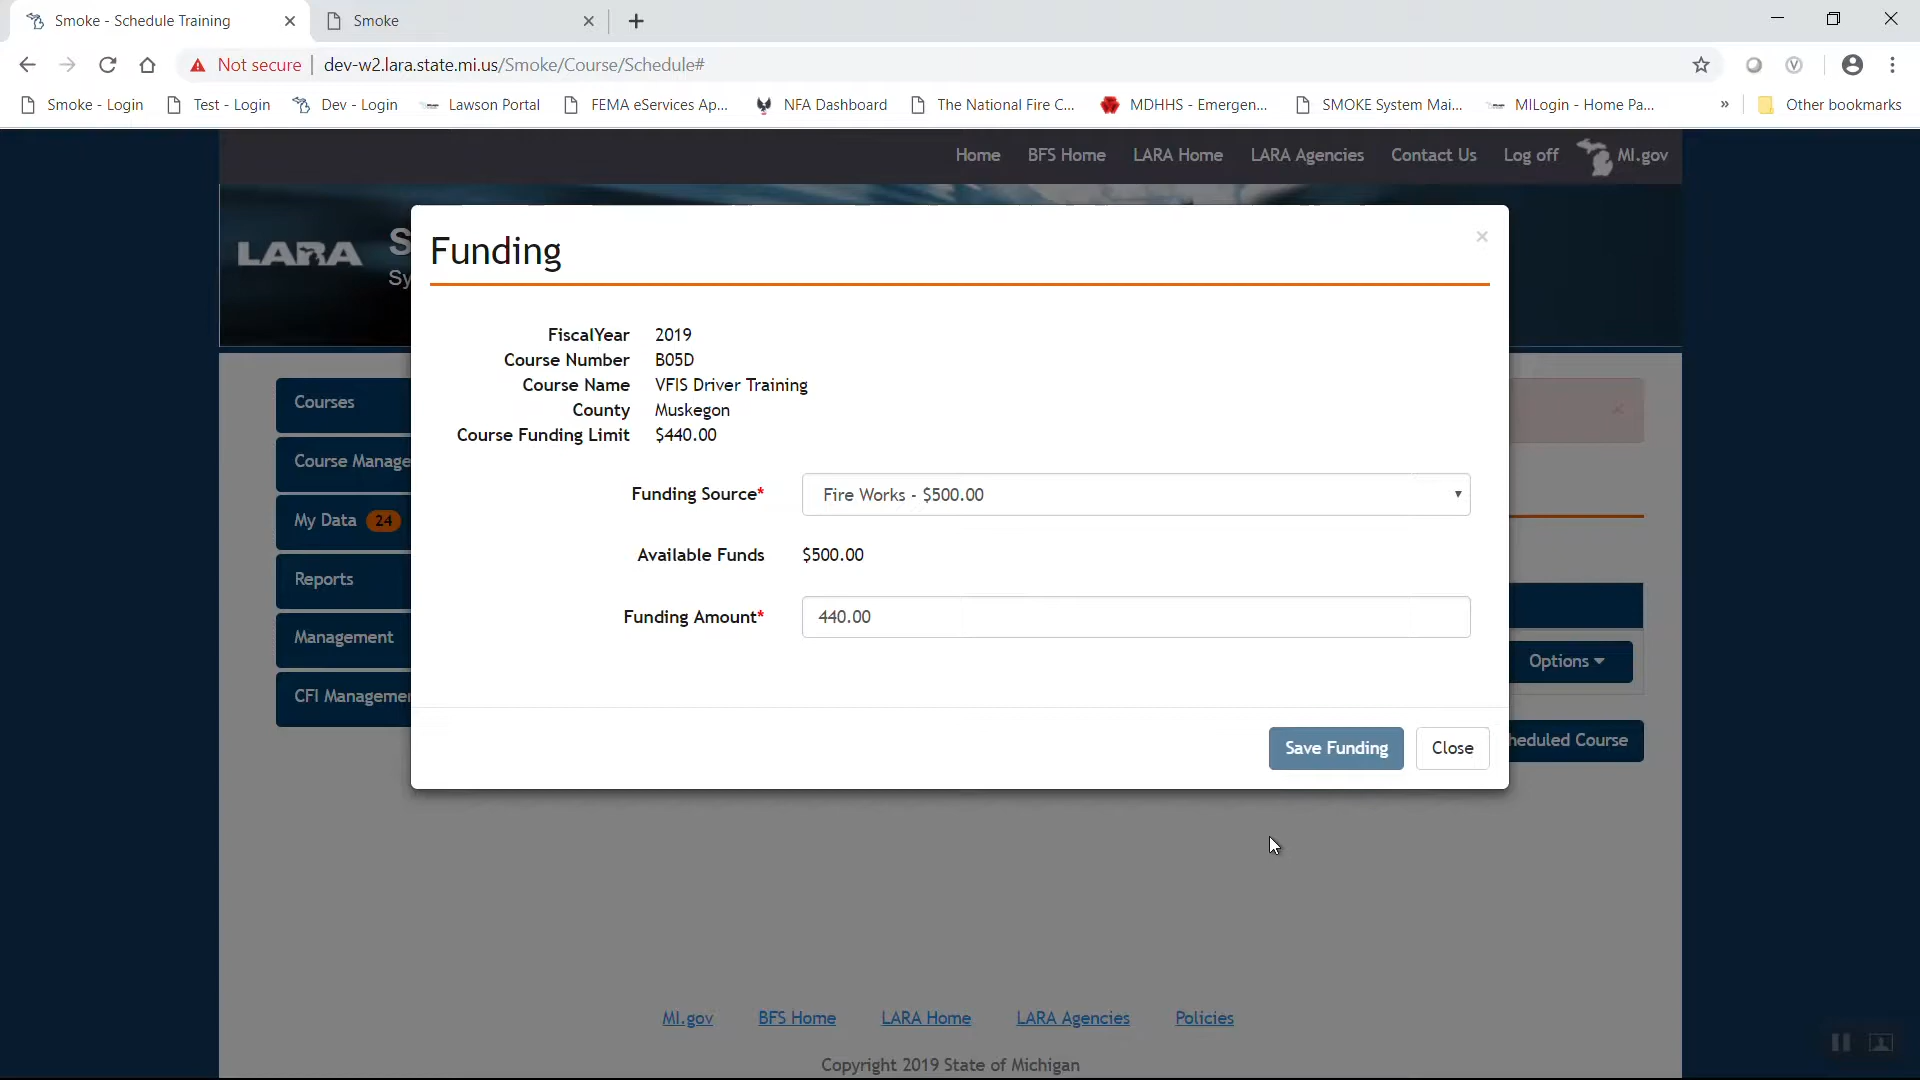 Smoke - Schedule Training
Smoke
Not secure | dev-w2.lara.state.mi.us/Smoke/Course/Schedule#
Smoke - Login
Test - Login
Dev - Login
Lawson Portal
FEMA eServices Ap...
NFA Dashboard
The National Fire C...
MDHHS - Emergen...
SMOKE System Mai...
MILogin - Home Pa...
»
Other bookmarks
Home
BFS Home
LARA Home
LARA Agencies
Contact Us
Log off
MI.gov
LARA
S
Sy
Funding
×
FiscalYear 2019
Course Number B05D
Course Name VFIS Driver Training
County Muskegon
Course Funding Limit $440.00
Funding Source* Fire Works - $500.00
Available Funds $500.00
Funding Amount* 440.00
Save Funding
Close
Courses
Course Manage
My Data 24
Reports
Management
CFI Managemen
Options
heduled Course
MI.gov
BFS Home
LARA Home
LARA Agencies
Policies
Copyright 2019 State of Michigan